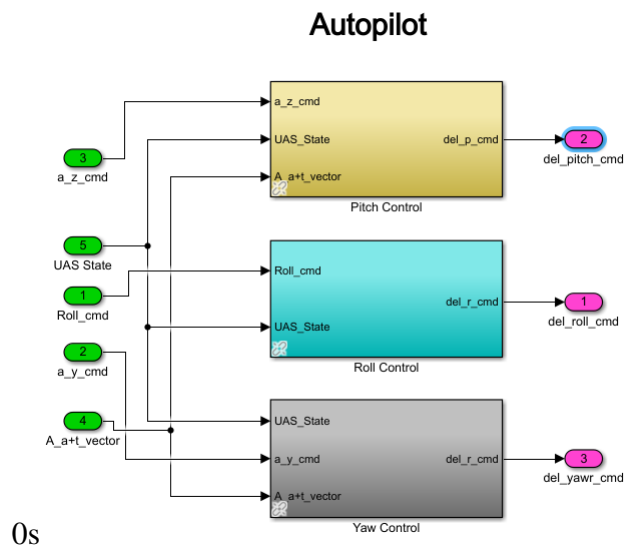 Autopilot
3
a_z_cmd
5
UAS State
1
Roll_cmd
2
a_y_cmd
4
A_a+t_vector
a_z_cmd
UAS_State
A_a+t_vector
del_p_cmd
Pitch Control
2
del_pitch_cmd
Roll_cmd
UAS_State
del_r_cmd
Roll Control
1
del_roll_cmd
UAS_State
a_y_cmd
A_a+t_vector
del_r_cmd
Yaw Control
3
del_yawr_cmd
0s